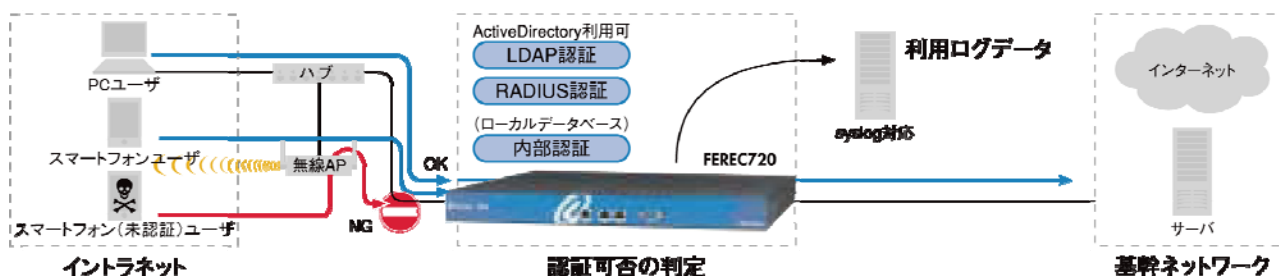 PCユーザ
ハブ
スマートフォンユーザ
無線AP
スマートフォン(未認証)ユーザ
イントラネット
OK
NG
ActiveDirectory利用可
LDAP認証
RADIUS認証
(ローカルデータベース)
内部認証
FEREC720
認証可否の判定
利用ログデータ
syslog対応
インターネット
サーバ
基幹ネットワーク